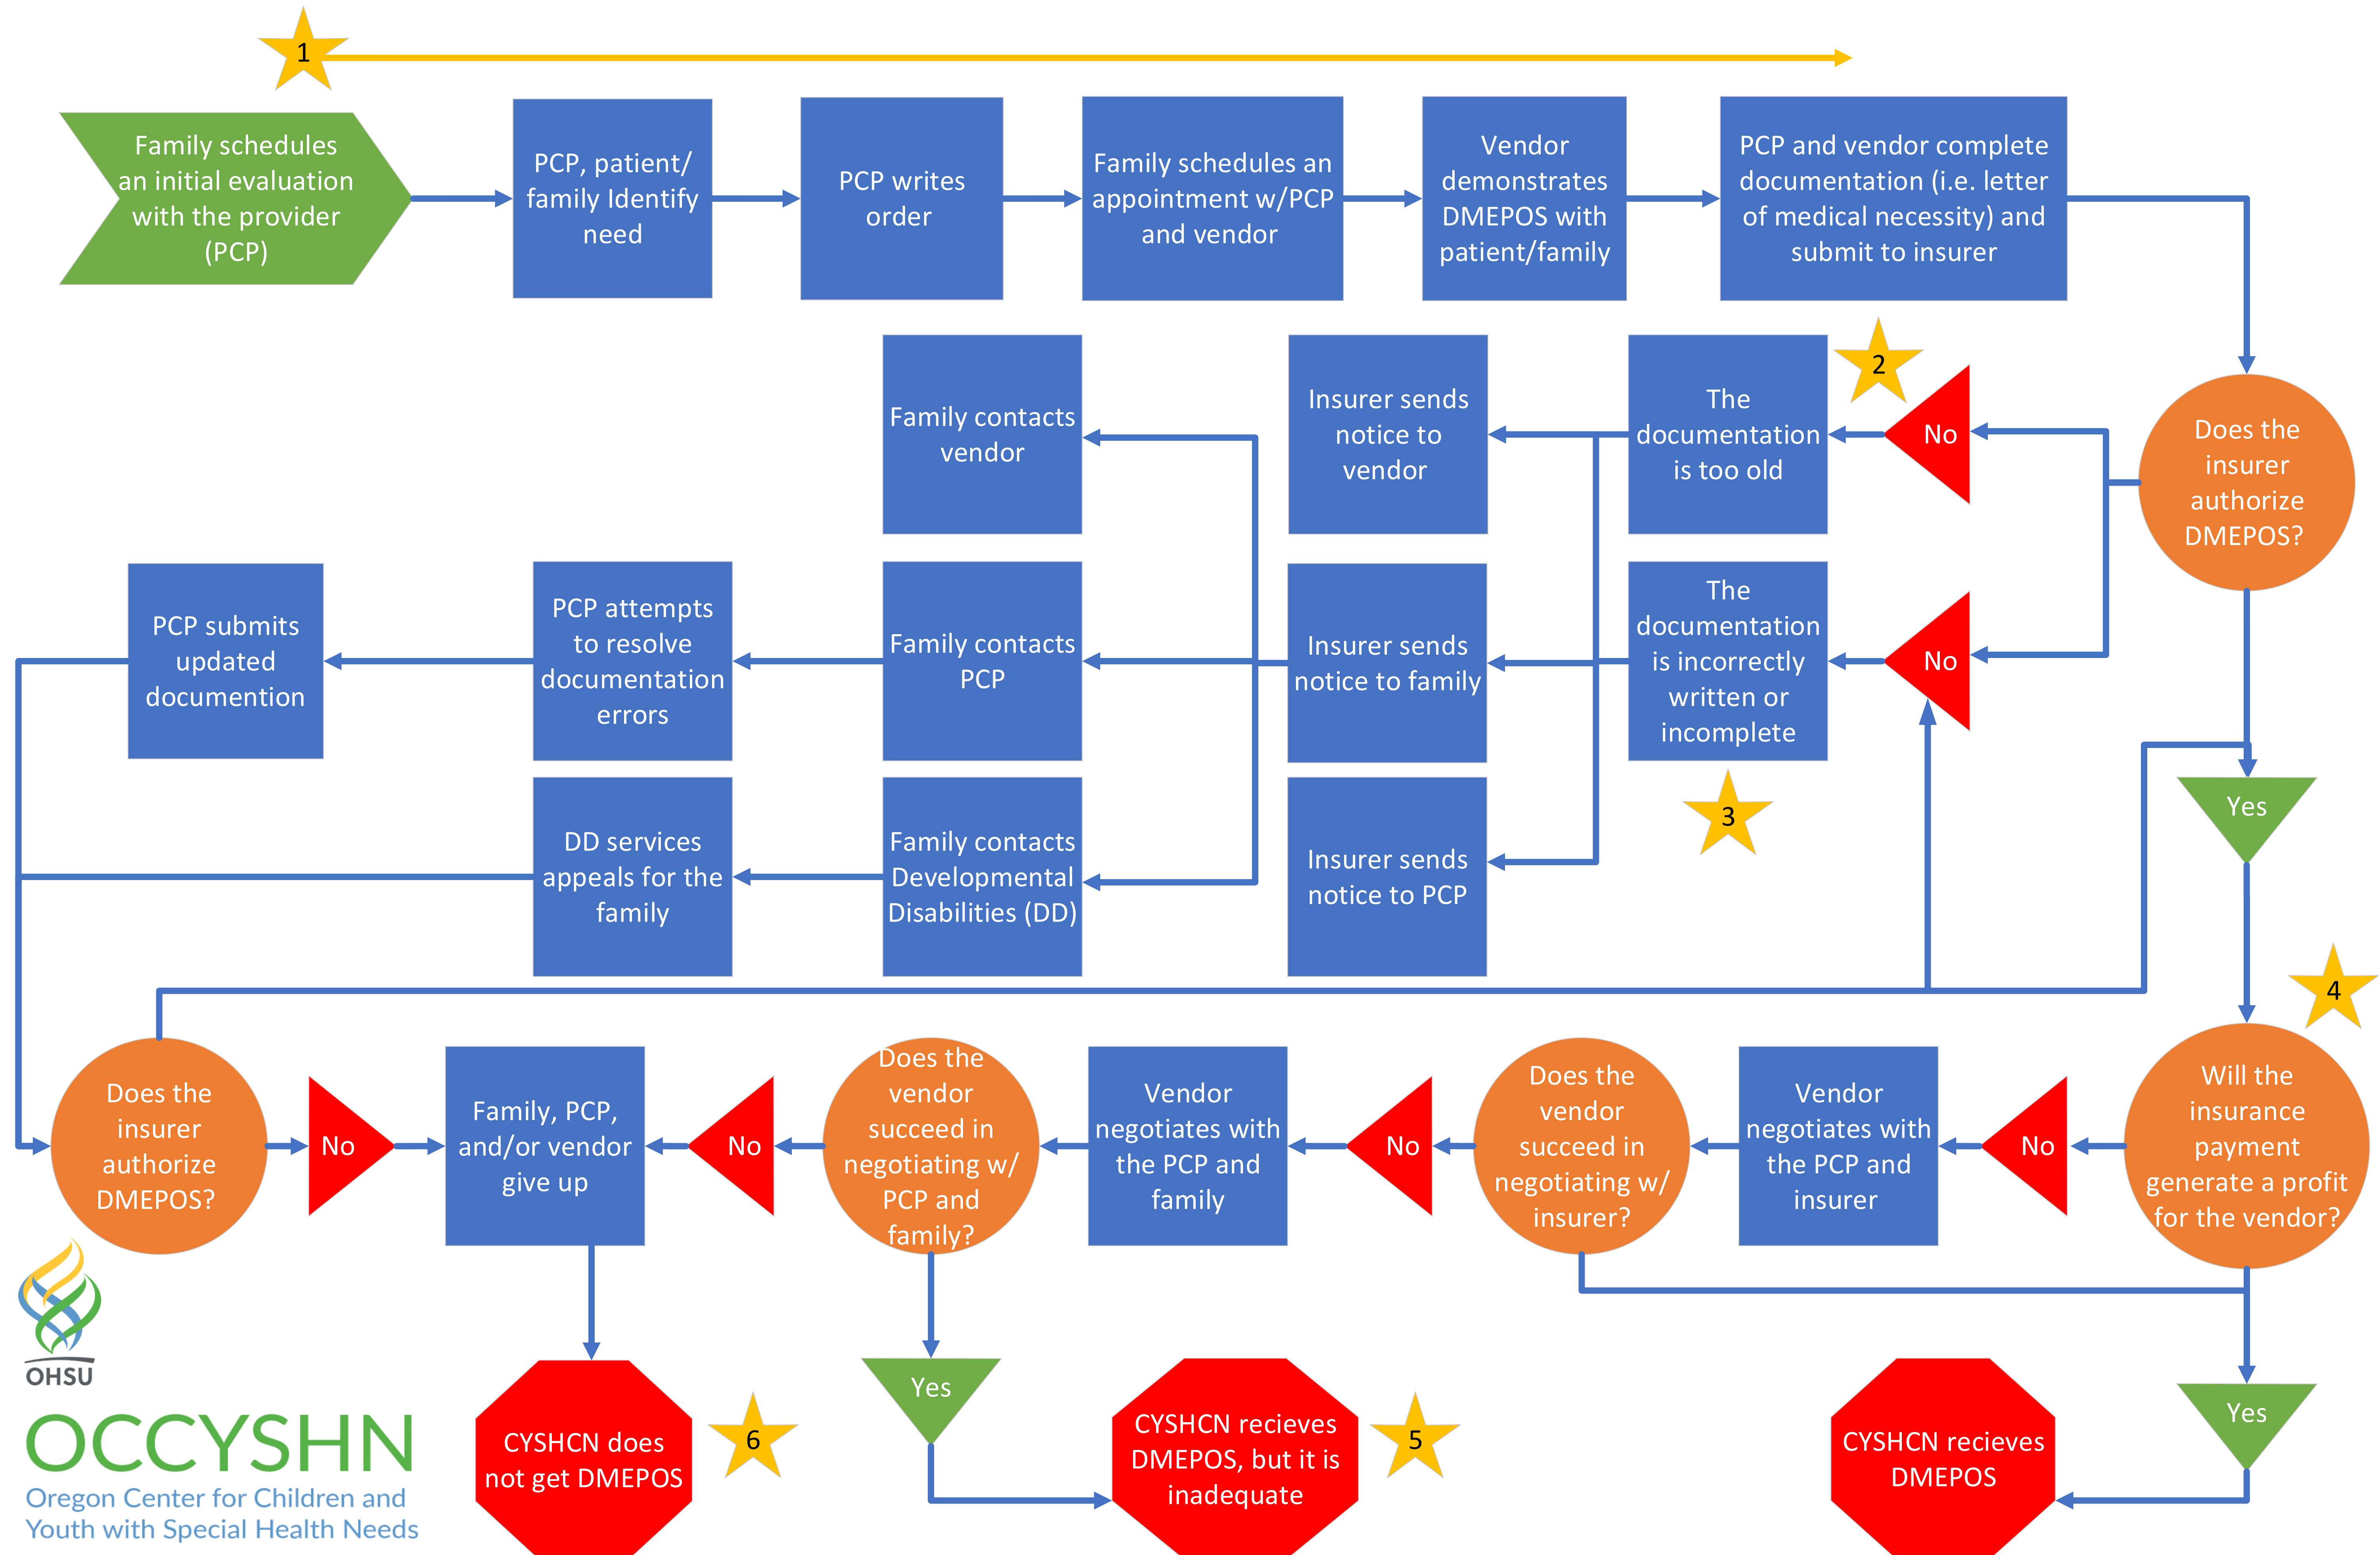 1
Family schedules
an initial evaluation
with the provider
(PCP)
PCP, patient/
family Identify
need
PCP writes
order
Family schedules an
appointment w/PCP
and vendor
Vendor
demonstrates
DMEPOS with
patient/family
PCP and vendor complete
documentation (i.e. letter
of medical necessity) and
submit to insurer
Family contacts
vendor
Insurer sends
notice to
vendor
The
documentation
is too old
2
No
Does the
insurer
authorize
DMEPOS?
PCP submits
updated
documention
PCP attempts
to resolve
documentation
errors
Family contacts
PCP
Insurer sends
notice to family
The
documentation
is incorrectly
written or
incomplete
No
3
Yes
DD services
appeals for the
family
Family contacts
Developmental
Disabilities (DD)
Insurer sends
notice to PCP
4
Does the
insurer
authorize
DMEPOS?
No
Family, PCP,
and/or vendor
give up
No
Does the
vendor
succeed in
negotiating w/
PCP and
family?
Vendor
negotiates with
the PCP and
family
No
Does the
vendor
succeed in
negotiating w/
insurer?
Vendor
negotiates with
the PCP and
insurer
No
Will the
insurance
payment
generate a profit
for the vendor?
OHSU
OCCYSHN
Oregon Center for Children and
Youth with Special Health Needs
CYSHCN does
not get DMEPOS
6
Yes
CYSHCN recieves
DMEPOS, but it is
inadequate
5
CYSHCN recieves
DMEPOS
Yes